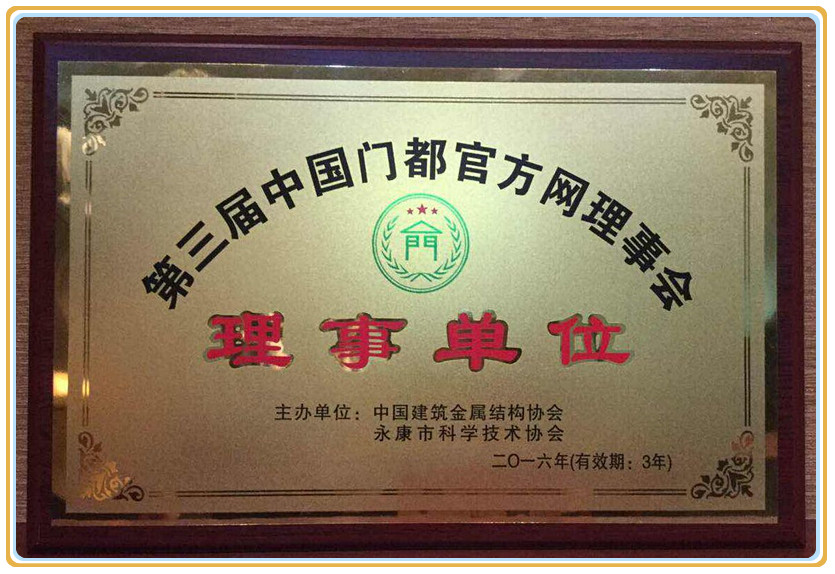 第三届中国门都官方网理事会
門
理事单位
主办单位：中国建筑金属结构协会
永康市科学技术协会
二〇一六年(有效期：3年)